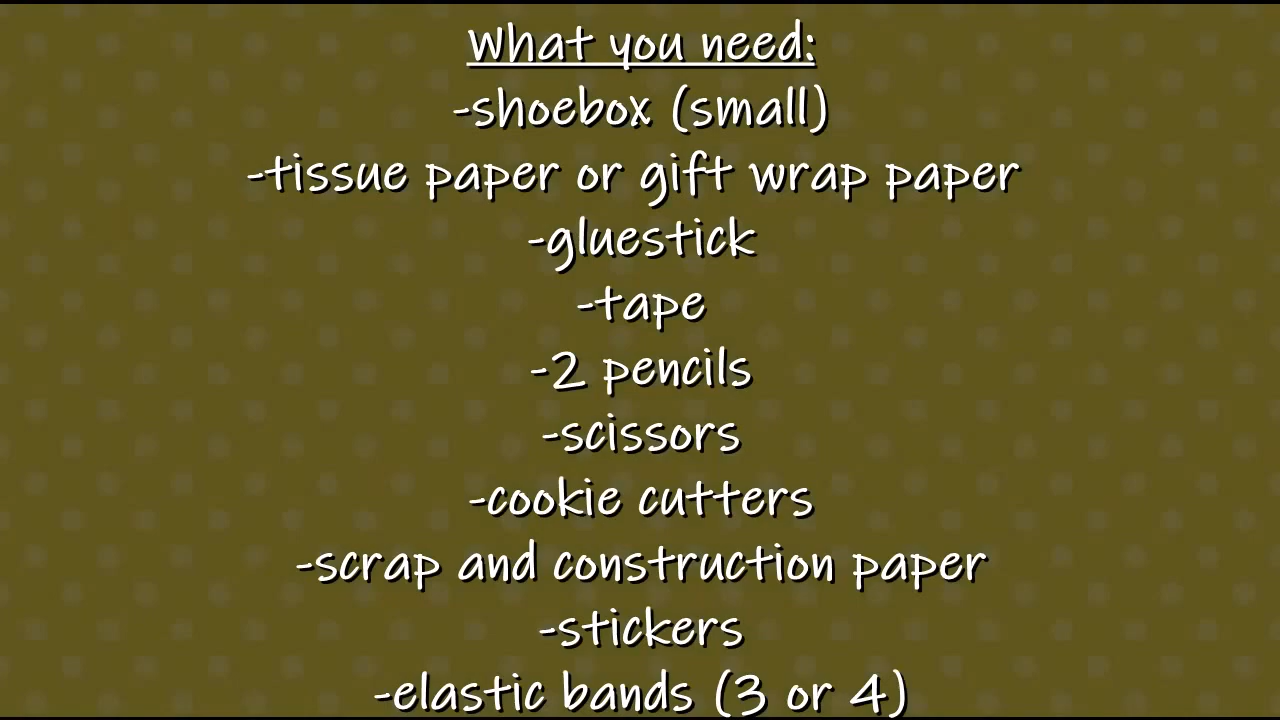 What you need:
-shoebox (small)
-tissue paper or gift wrap paper
-gluestick
-tape
-2 pencils
-scissors
-cookie cutters
-scrap and construction paper
-stickers
-elastic bands (3 or 4)